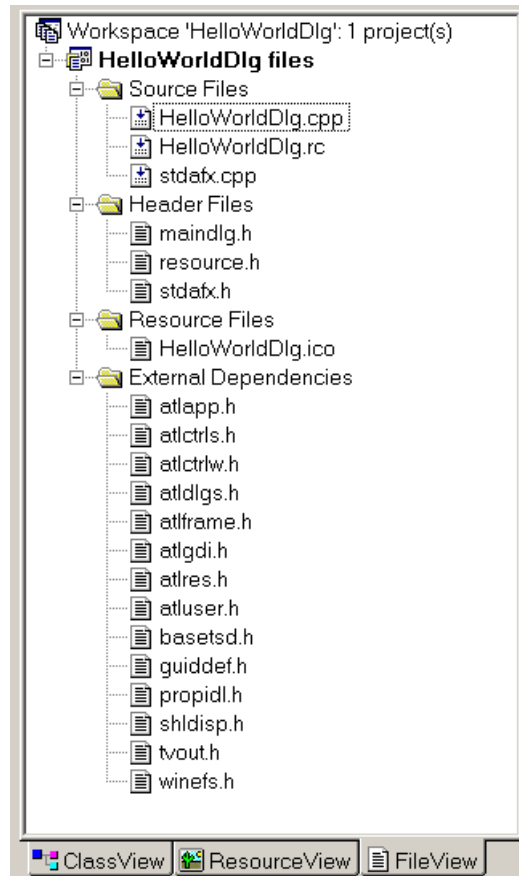 Workspace 'HelloWorldDlg': 1 project(s)
HelloWorldDlg files
Source Files
HelloWorldDlg.cpp
HelloWorldDlg.rc
stdafx.cpp
Header Files
maindlg.h
resource.h
stdafx.h
Resource Files
HelloWorldDlg.ico
External Dependencies
atlapp.h
atlctrls.h
atlctrlw.h
atldlgs.h
atlframe.h
atlgdi.h
atlres.h
atluser.h
basetsd.h
guiddef.h
propidl.h
shldisp.h
tvout.h
winefs.h
ClassView ResourceView FileView